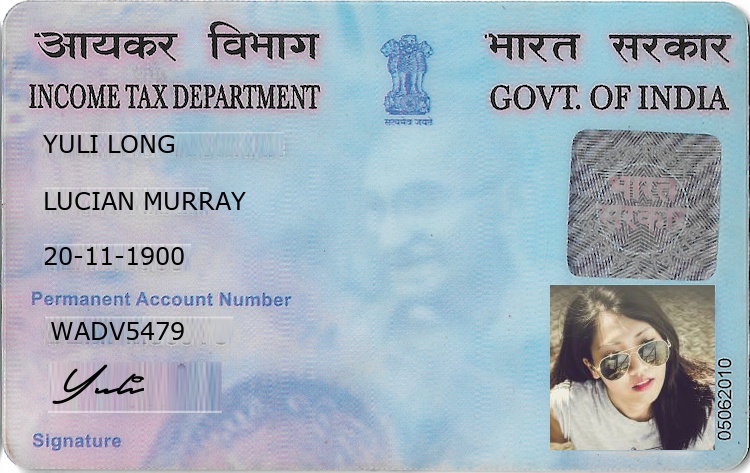 आयकर विभाग
भारत सरकार
INCOME TAX DEPARTMENT
GOVT. OF INDIA
सत्यमेव जयते
YULI LONG
LUCIAN MURRAY
20-11-1900
Permanent Account Number
WADV5479
Yuli
Signature
भारत
सरकार
05062010